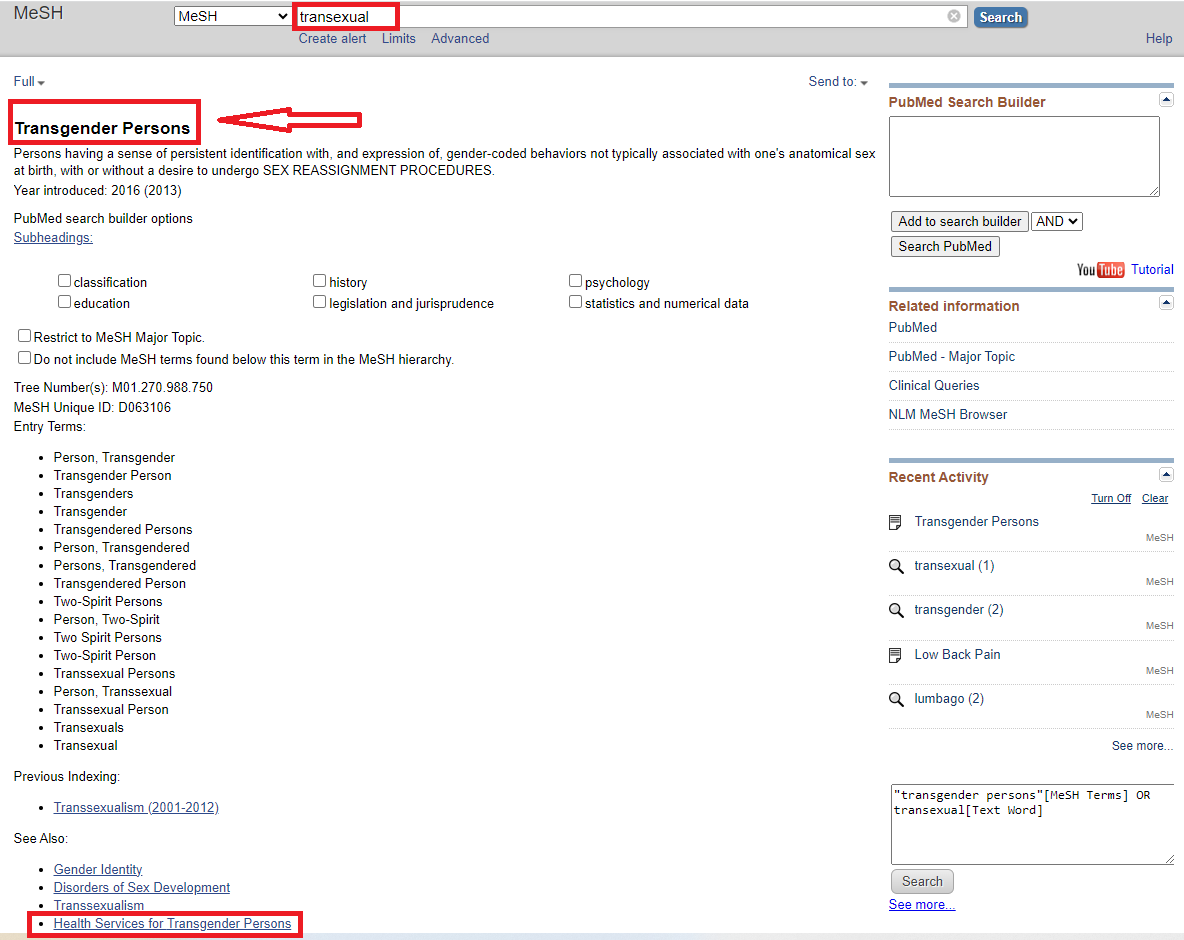 MeSH
MeSH
transexual
Search
Create alert Limits Advanced
Help
Full
Send to:
Transgender Persons
Persons having a sense of persistent identification with, and expression of, gender-coded behaviors not typically associated with one's anatomical sex
at birth, with or without a desire to undergo SEX REASSIGNMENT PROCEDURES.
Year introduced: 2016 (2013)
PubMed search builder options
Subheadings:
classification
history
psychology
education
legislation and jurisprudence
statistics and numerical data
Restrict to MeSH Major Topic.
Do not include MeSH terms found below this term in the MeSH hierarchy.
Tree Number(s): M01.270.988.750
MeSH Unique ID: D063106
Entry Terms:
Person, Transgender
Transgender Person
Transgenders
Transgender
Transgendered Persons
Person, Transgendered
Persons, Transgendered
Transgendered Person
Two-Spirit Persons
Person, Two-Spirit
Two Spirit Persons
Two-Spirit Person
Transsexual Persons
Person, Transsexual
Transsexual Person
Transexuals
Transexual
Previous Indexing:
Transsexualism (2001-2012)
See Also:
Gender Identity
Disorders of Sex Development
Transsexualism
Health Services for Transgender Persons
PubMed Search Builder
Add to search builder AND
Search PubMed
YouTube Tutorial
Related information
PubMed
PubMed - Major Topic
Clinical Queries
NLM MeSH Browser
Recent Activity
Turn Off Clear
Transgender Persons
MeSH
transexual (1)
MeSH
transgender (2)
MeSH
Low Back Pain
MeSH
lumbago (2)
MeSH
See more...
"transgender persons"[MeSH Terms] OR
transexual[Text Word]
Search
See more...